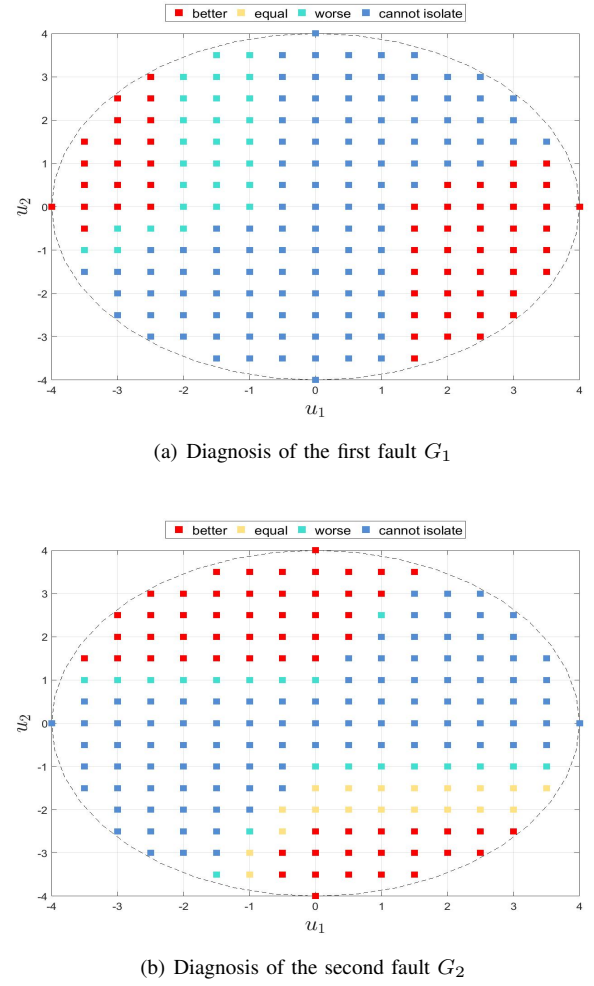 better equal worse cannot isolate
4
3
2
1
0
-1
-2
-3
-4
u₂
-4 -3 -2 -1 0 1 2 3 4
u₁
(a) Diagnosis of the first fault G₁
better equal worse cannot isolate
4
3
2
1
0
-1
-2
-3
-4
u₂
-4 -3 -2 -1 0 1 2 3 4
u₁
(b) Diagnosis of the second fault G₂